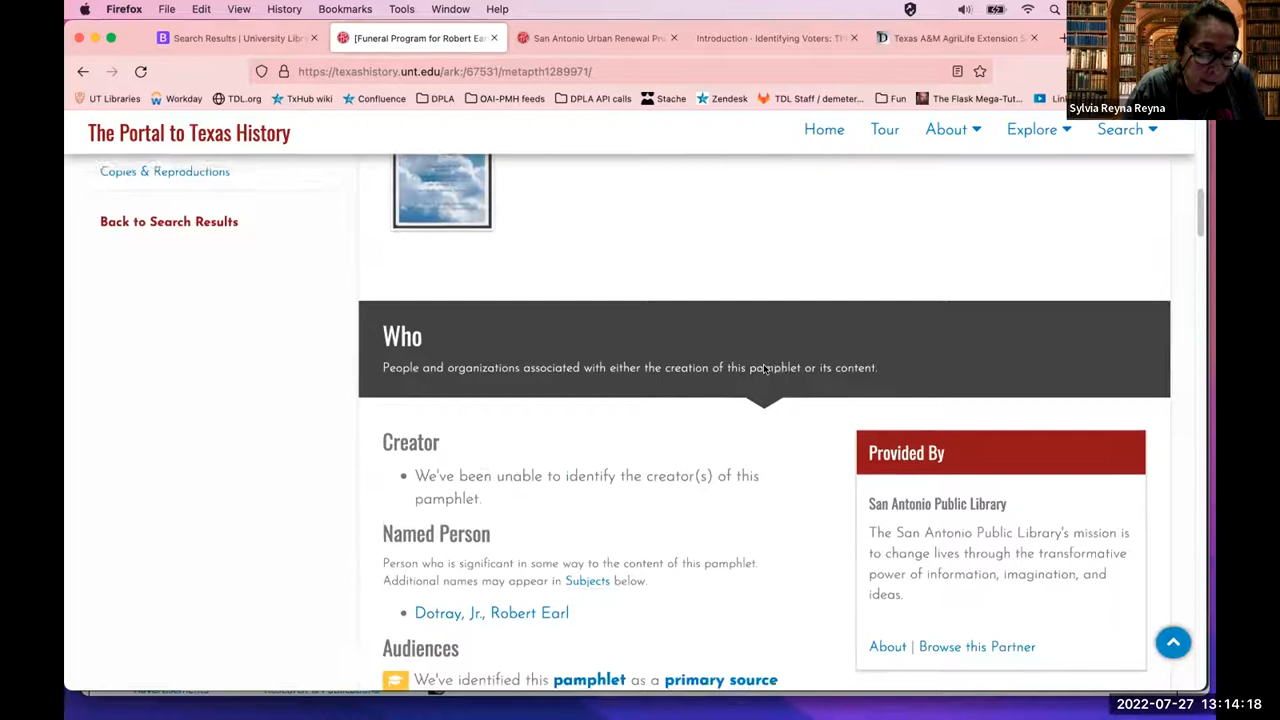 Firefox File Edit View History Bookmarks Tools Window Help
Search Results | University Libr
[Funeral Program for Robert Ear
San Antonio Urban Renewal Pro
Introduction · Identifying Voters: Th
Texas A&M AgriLife Extension S
https://texashistory.unt.edu/ark:/67531/metapth1289971/
UT Libraries Workday TDL.org TxHub wiki Confluence DPLA OAI-PMH feeds DPLA API calls Stache Zendesk TDL Staff / demeter... Fun The Flask Mega-Tut...
Sylvia Reyna Reyna
The Portal to Texas History
Home Tour About Explore Search
Copies & Reproductions
Back to Search Results
Who
People and organizations associated with either the creation of this pamphlet or its content.
Creator
We've been unable to identify the creator(s) of this
pamphlet.
Named Person
Person who is significant in some way to the content of this pamphlet.
Additional names may appear in Subjects below.
Dotray, Jr., Robert Earl
Audiences
We've identified this pamphlet as a primary source
Provided By
San Antonio Public Library
The San Antonio Public Library's mission is
to change lives through the transformative
power of information, imagination, and
ideas.
About | Browse this Partner
2022-07-27 13:14:18